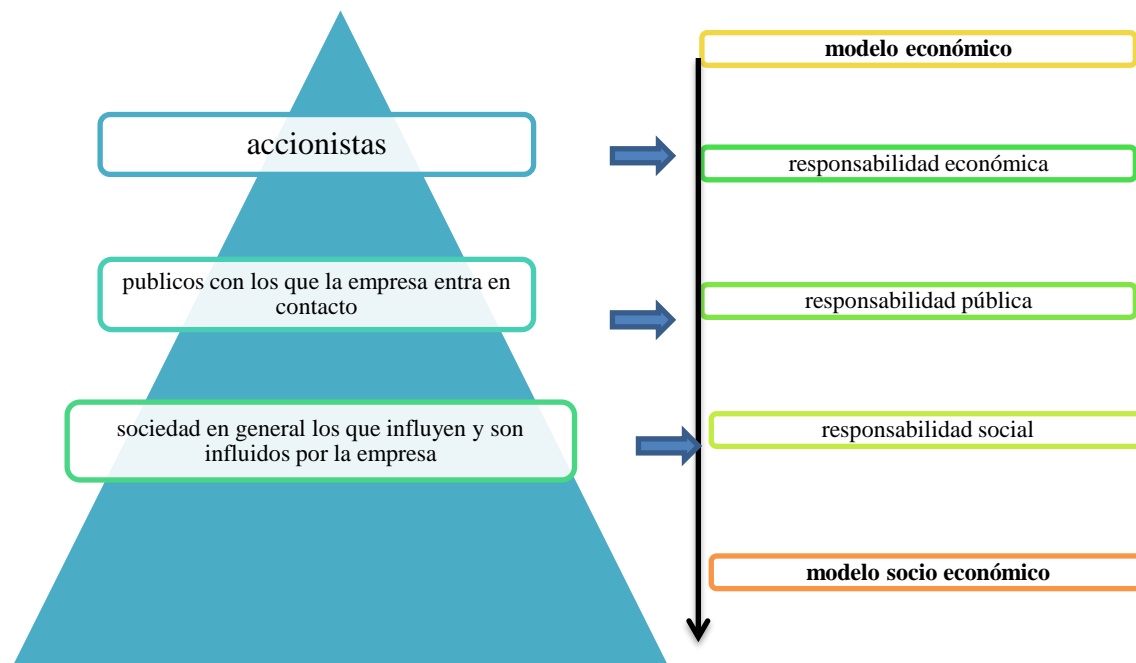 modelo económico
accionistas
responsabilidad económica
publicos con los que la empresa entra en
contacto
responsabilidad pública
sociedad en general los que influyen y son
influidos por la empresa
responsabilidad social
modelo socio económico